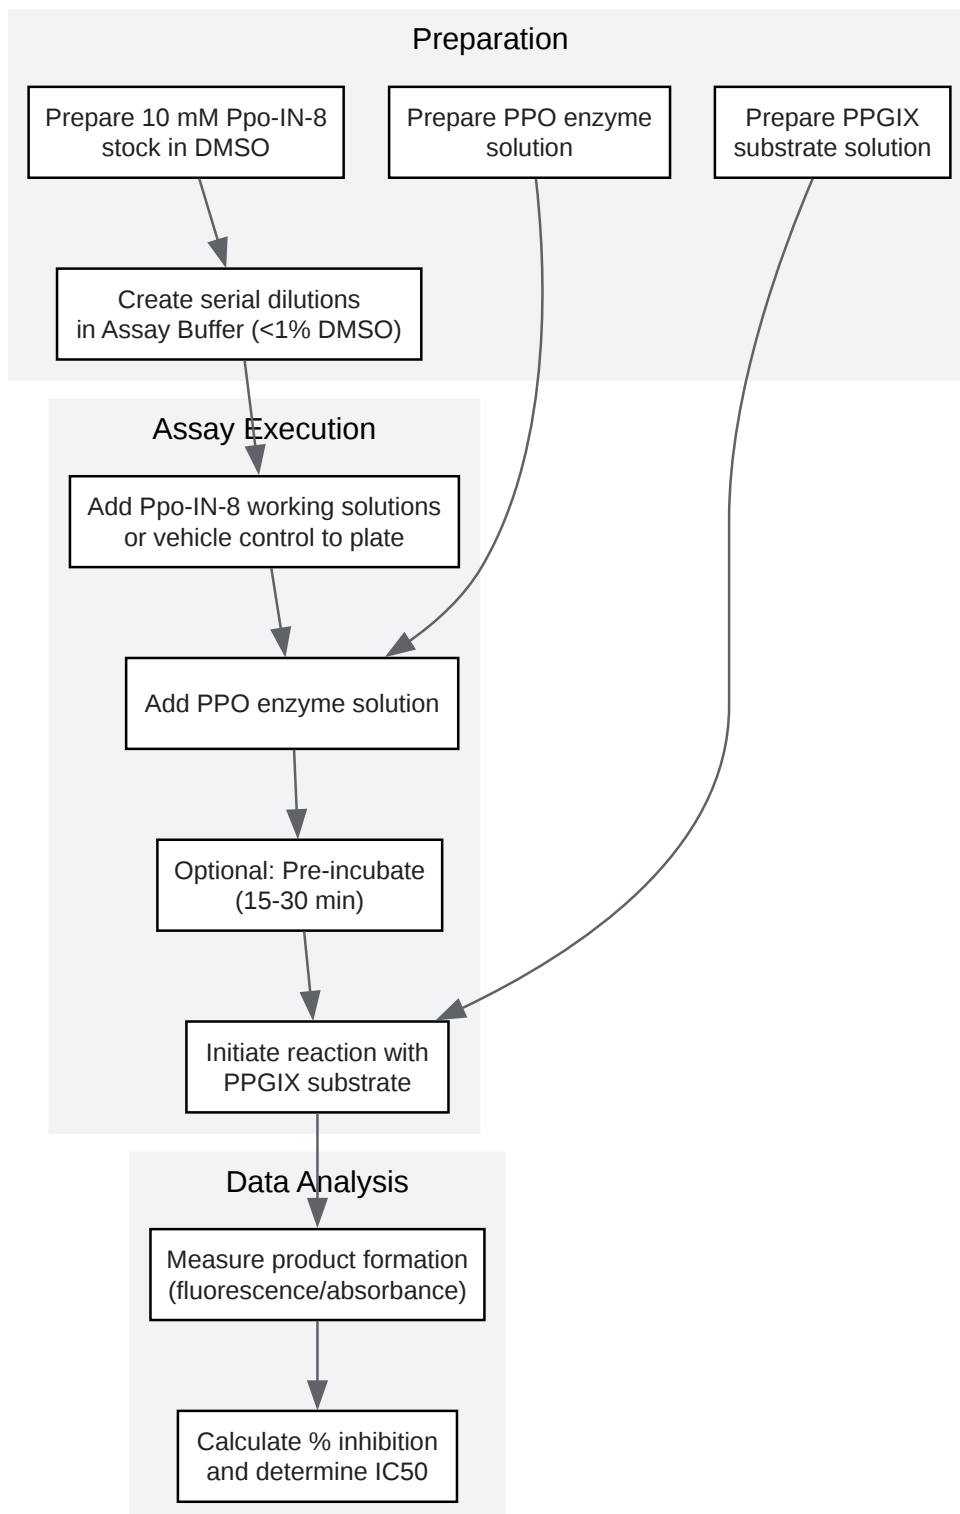 Preparation
Prepare 10 mM Ppo-IN-8
stock in DMSO
Prepare PPO enzyme
solution
Prepare PPGIX
substrate solution
Create serial dilutions
in Assay Buffer (<1% DMSO)
Assay Execution
Add Ppo-IN-8 working solutions
or vehicle control to plate
Add PPO enzyme solution
Optional: Pre-incubate
(15-30 min)
Initiate reaction with
PPGIX substrate
Data Analysis
Measure product formation
(fluorescence/absorbance)
Calculate % inhibition
and determine IC50